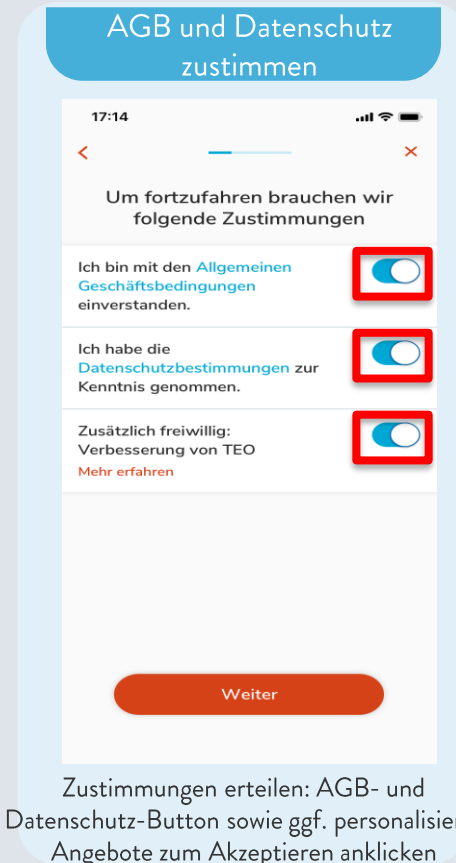 AGB und Datenschutz
zustimmen
17:14
Um fortzufahren brauchen wir
folgende Zustimmungen
Ich bin mit den Allgemeinen
Geschäftsbedingungen
einverstanden.
Ich habe die
Datenschutzbestimmungen zur
Kenntnis genommen.
Zusätzlich freiwillig:
Verbesserung von TEO
Mehr erfahren
Weiter
Zustimmungen erteilen: AGB- und
Datenschutz-Button sowie ggf. personalisier
Angebote zum Akzeptieren anklicken